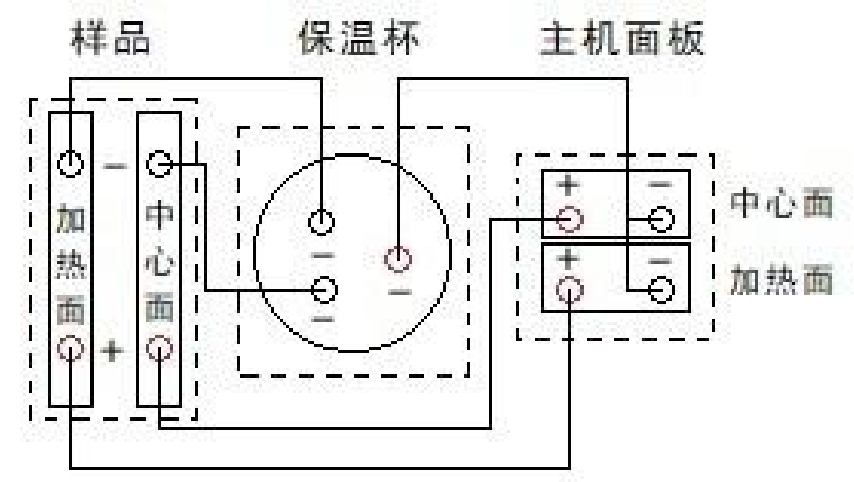 样品 保温杯 主机面板
加热面
中心面
− +
− − −
+ − 中心面
+ − 加热面